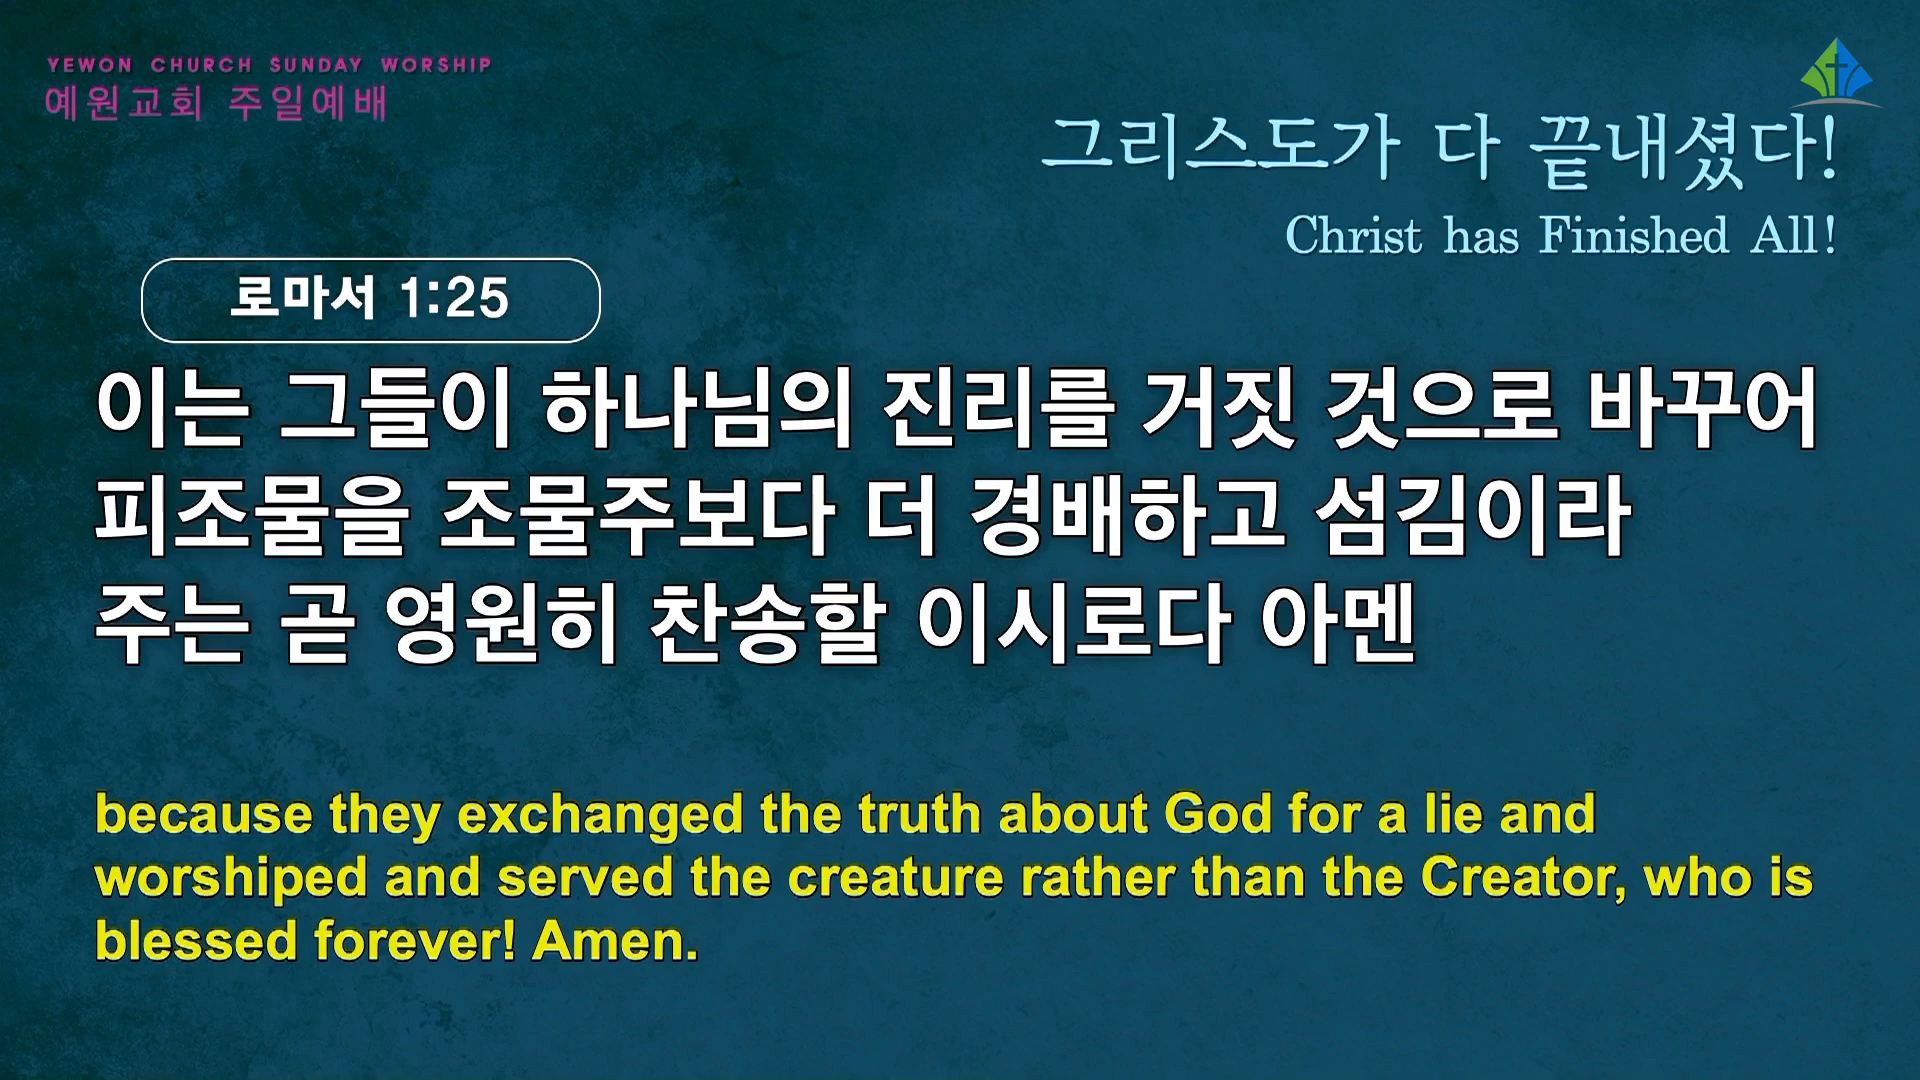 YEWON CHURCH SUNDAY WORSHIP
예원교회 주일예배
그리스도가 다 끝내셨다!
Christ has Finished All!
로마서 1:25
이는 그들이 하나님의 진리를 거짓 것으로 바꾸어
피조물을 조물주보다 더 경배하고 섬김이라
주는 곧 영원히 찬송할 이시로다 아멘
because they exchanged the truth about God for a lie and
worshiped and served the creature rather than the Creator, who is
blessed forever! Amen.